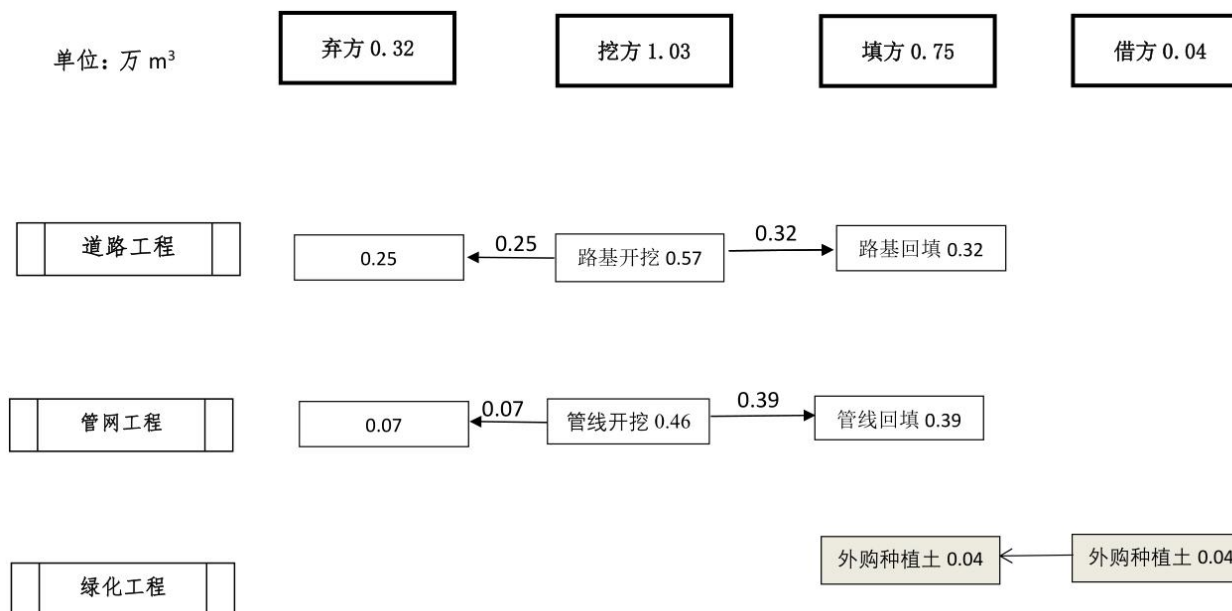 单位：万 m³
弃方 0.32
挖方 1.03
填方 0.75
借方 0.04
道路工程
0.25
0.25
路基开挖 0.57
0.32
路基回填 0.32
管网工程
0.07
0.07
管线开挖 0.46
0.39
管线回填 0.39
绿化工程
外购种植土 0.04
外购种植土 0.04